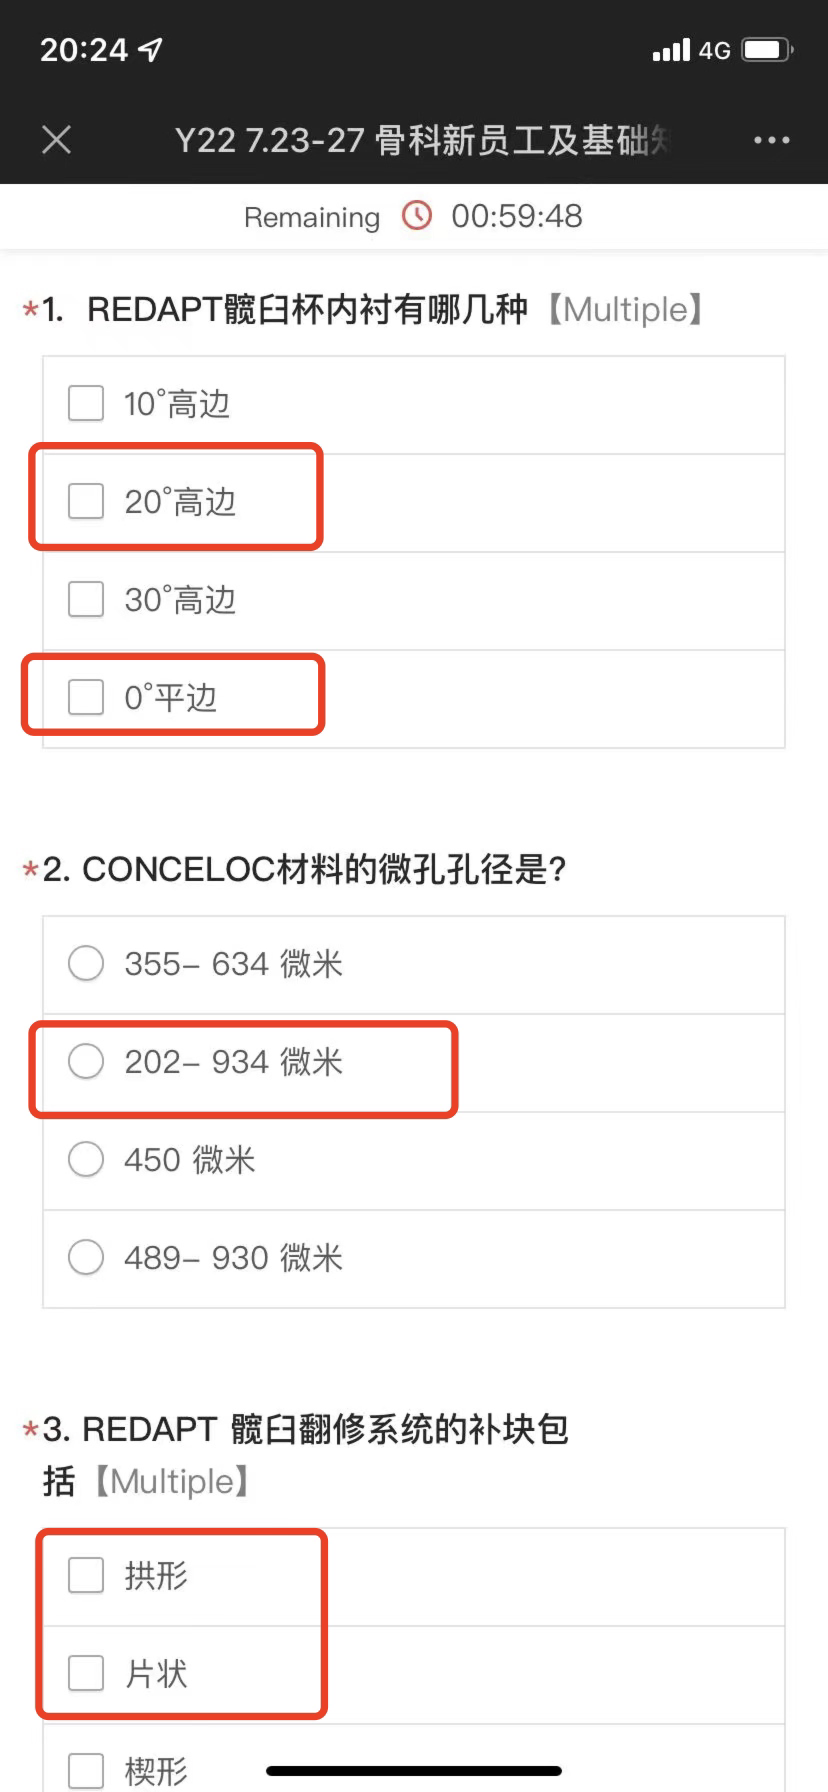 20:24
4G
Y22 7.23-27 骨科新员工及基础知
Remaining 00:59:48
*1. REDAPT髋臼杯内衬有哪几种【Multiple】
10°高边
20°高边
30°高边
0°平边
*2. CONCELOC材料的微孔孔径是?
355- 634 微米
202- 934 微米
450 微米
489- 930 微米
*3. REDAPT 髋臼翻修系统的补块包
括【Multiple】
拱形
片状
楔形